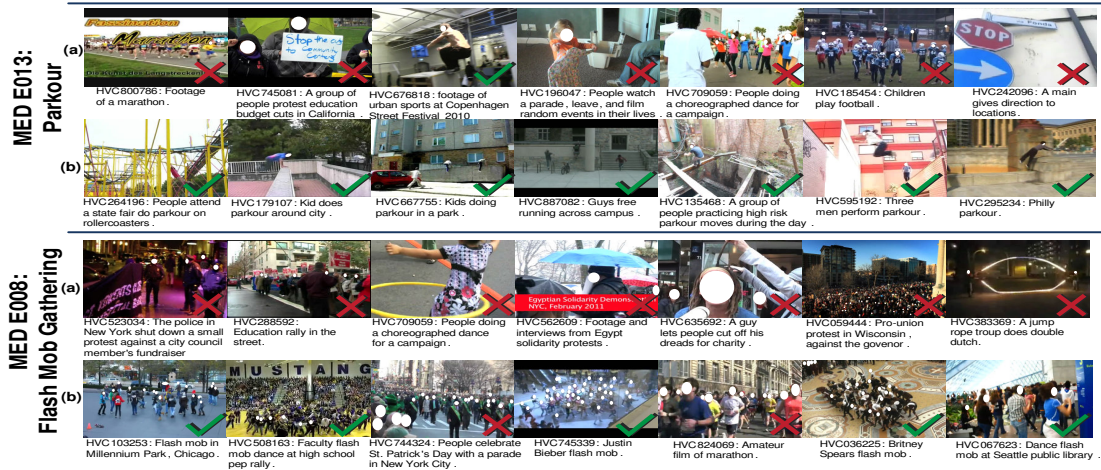 MED E013:
Parkour
(a)
Marathon
Marathon
Die Kunst des Langstreckenlaufs
Stop the cuts
to Community
Centers!
STOP
HVC800786: Footage
of a marathon.
HVC745081: A group of
people protest education
budget cuts in California .
HVC676818: footage of
urban sports at Copenhagen
Street Festival 2010
HVC196047: People watch
a parade, leave, and film
random events in their lives .
HVC709059: People doing
a choreographed dance for
a campaign.
HVC185454: Children
play football .
HVC242096: A main
gives direction to
locations.
(b)
HVC264196: People attend
a state fair do parkour on
rollercoasters .
HVC179107: Kid does
parkour around city .
HVC667755: Kids doing
parkour in a park.
HVC887082: Guys free
running across campus .
HVC135468: A group of
people practicing high risk
parkour moves during the day .
HVC595192: Three
men perform parkour.
HVC295234: Philly
parkour.
MED E008:
Flash Mob Gathering
(a)
Egyptian Solidarity Demons
NYC, February 2011
HVC523034: The police in
New York shut down a small
protest against a city council
member's fundraiser
HVC288592:
Education rally in the
street.
HVC709059: People doing
a choreographed dance
for a campaign.
HVC562609: Footage and
interviews from Egypt
solidarity protests.
HVC635692: A guy
lets people cut off his
dreads for charity .
HVC059444: Pro-union
protest in Wisconsin ,
against the govenor .
HVC383369: A jump
rope troup does double
dutch.
(b)
MUSTANG
HVC103253: Flash mob in
Millennium Park, Chicago.
HVC508163: Faculty flash
mob dance at high school
pep rally.
HVC744324: People celebrate
St. Patrick's Day with a parade
in New York City .
HVC745339: Justin
Bieber flash mob.
HVC824069: Amateur
film of marathon.
HVC036225: Britney
Spears flash mob.
HVC067623: Dance flash
mob at Seattle public library .